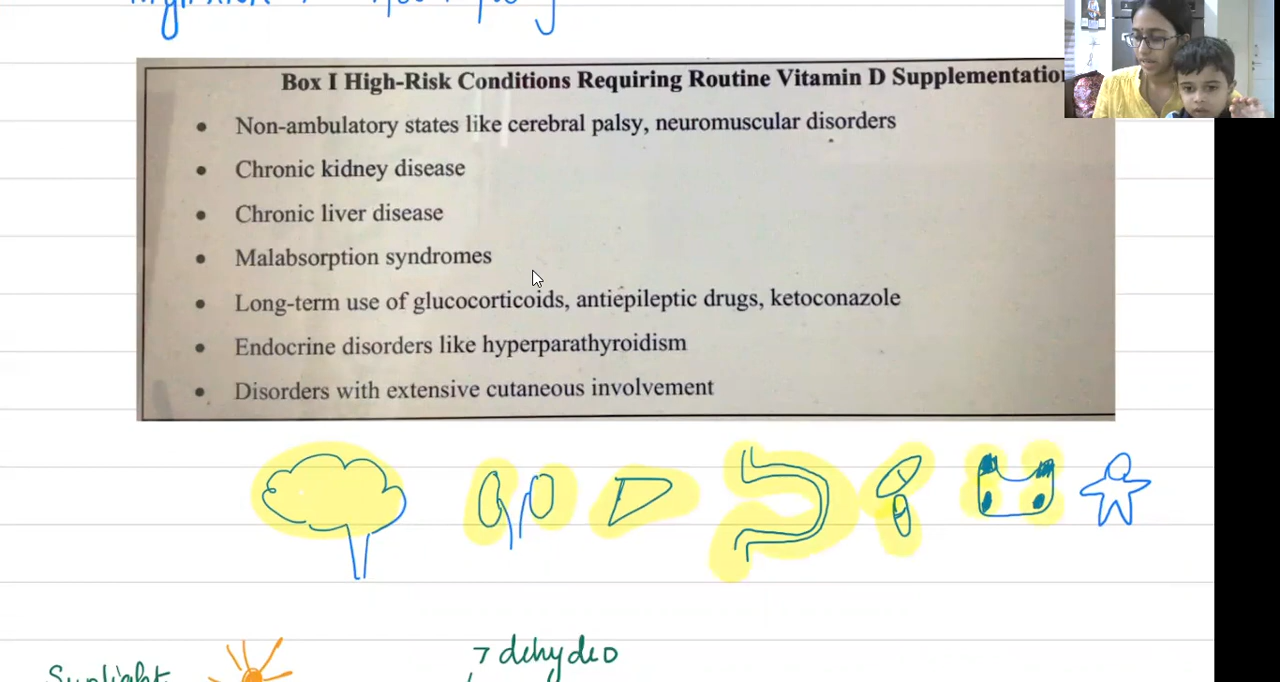 Box I High-Risk Conditions Requiring Routine Vitamin D Supplementatio
• Non-ambulatory states like cerebral palsy, neuromuscular disorders
• Chronic kidney disease
• Chronic liver disease
• Malabsorption syndromes
• Long-term use of glucocorticoids, antiepileptic drugs, ketoconazole
• Endocrine disorders like hyperparathyroidism
• Disorders with extensive cutaneous involvement
7 dehydro
Sunlight